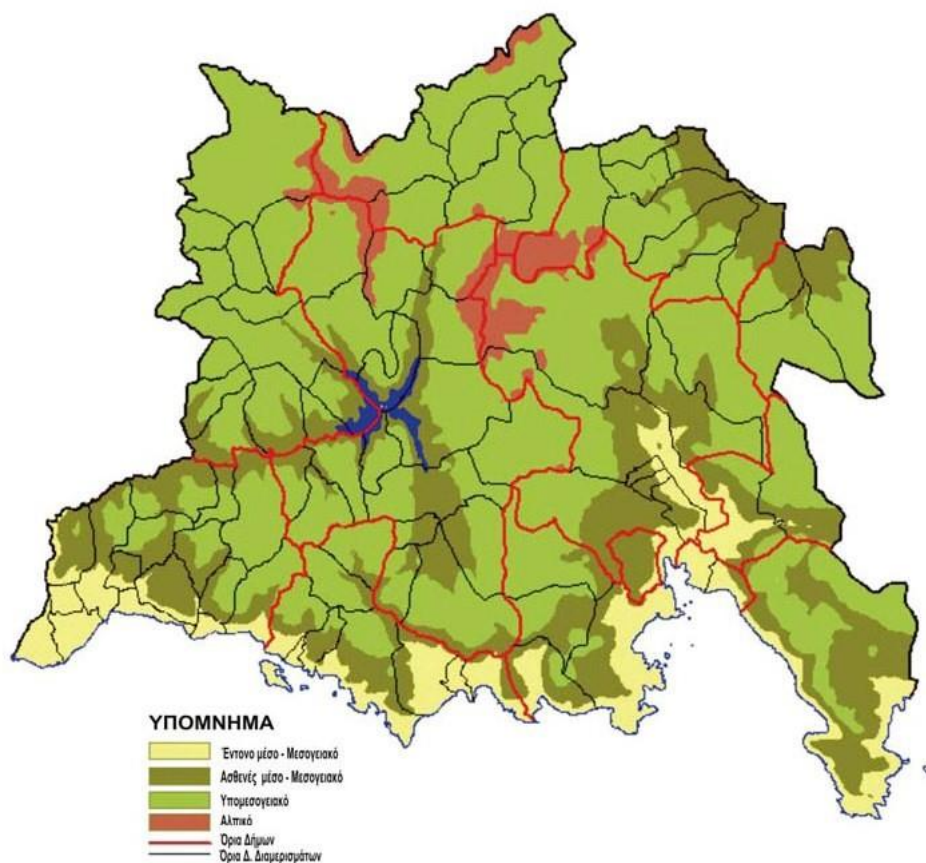 ΥΠΟΜΝΗΜΑ
Έντονο μέσο - Μεσογειακό
Ασθενές μέσο - Μεσογειακό
Υπομεσογειακό
Αλπικό
Όρια Δήμων
Όρια Δ. Διαμερισμάτων